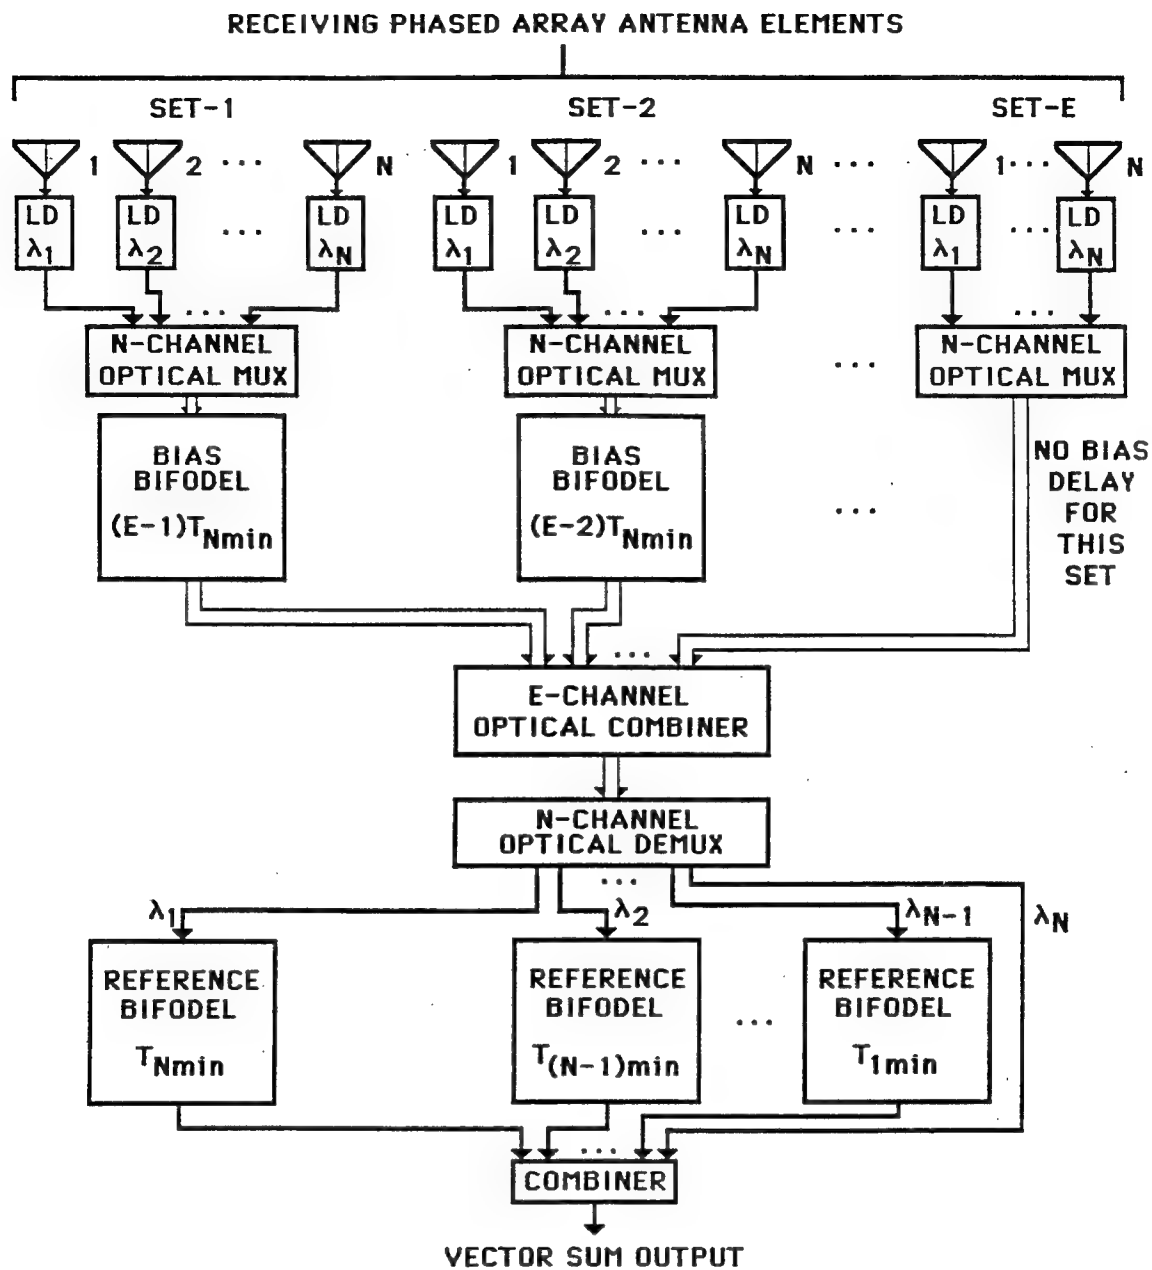 RECEIVING PHASED ARRAY ANTENNA ELEMENTS
SET-1 SET-2 SET-E
1 2 ... N 1 2 ... N ... 1... N
LD LD LD LD LD LD LD LD
λ1 λ2 ... λN λ1 λ2 ... λN ... λ1 ... λN
... ... ...
N-CHANNEL N-CHANNEL N-CHANNEL
OPTICAL MUX OPTICAL MUX ... OPTICAL MUX
BIAS BIAS NO BIAS
BIFODEL BIFODEL DELAY
(E-1)TNmin (E-2)TNmin ... FOR
THIS
SET
...
E-CHANNEL
OPTICAL COMBINER
N-CHANNEL
OPTICAL DEMUX
...
λ1 λ2 λN-1 λN
REFERENCE REFERENCE REFERENCE
BIFODEL BIFODEL ... BIFODEL
TNmin T(N-1)min T1min
...
COMBINER
VECTOR SUM OUTPUT